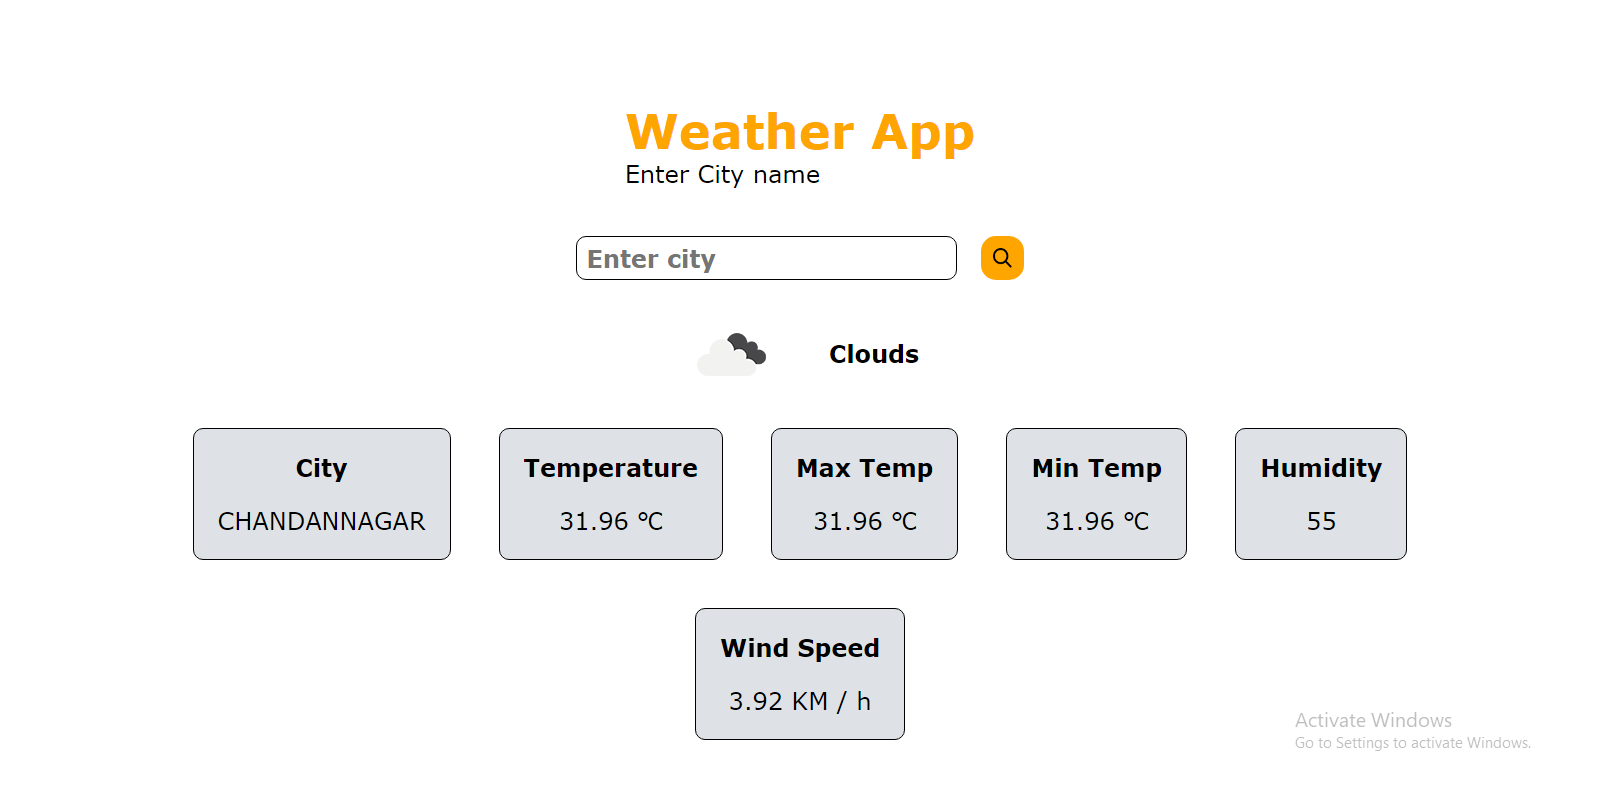 Weather App
Enter City name
Enter city
Clouds
City
CHANDANNAGAR
Temperature
31.96 °C
Max Temp
31.96 °C
Min Temp
31.96 °C
Humidity
55
Wind Speed
3.92 KM / h
Activate Windows
Go to Settings to activate Windows.